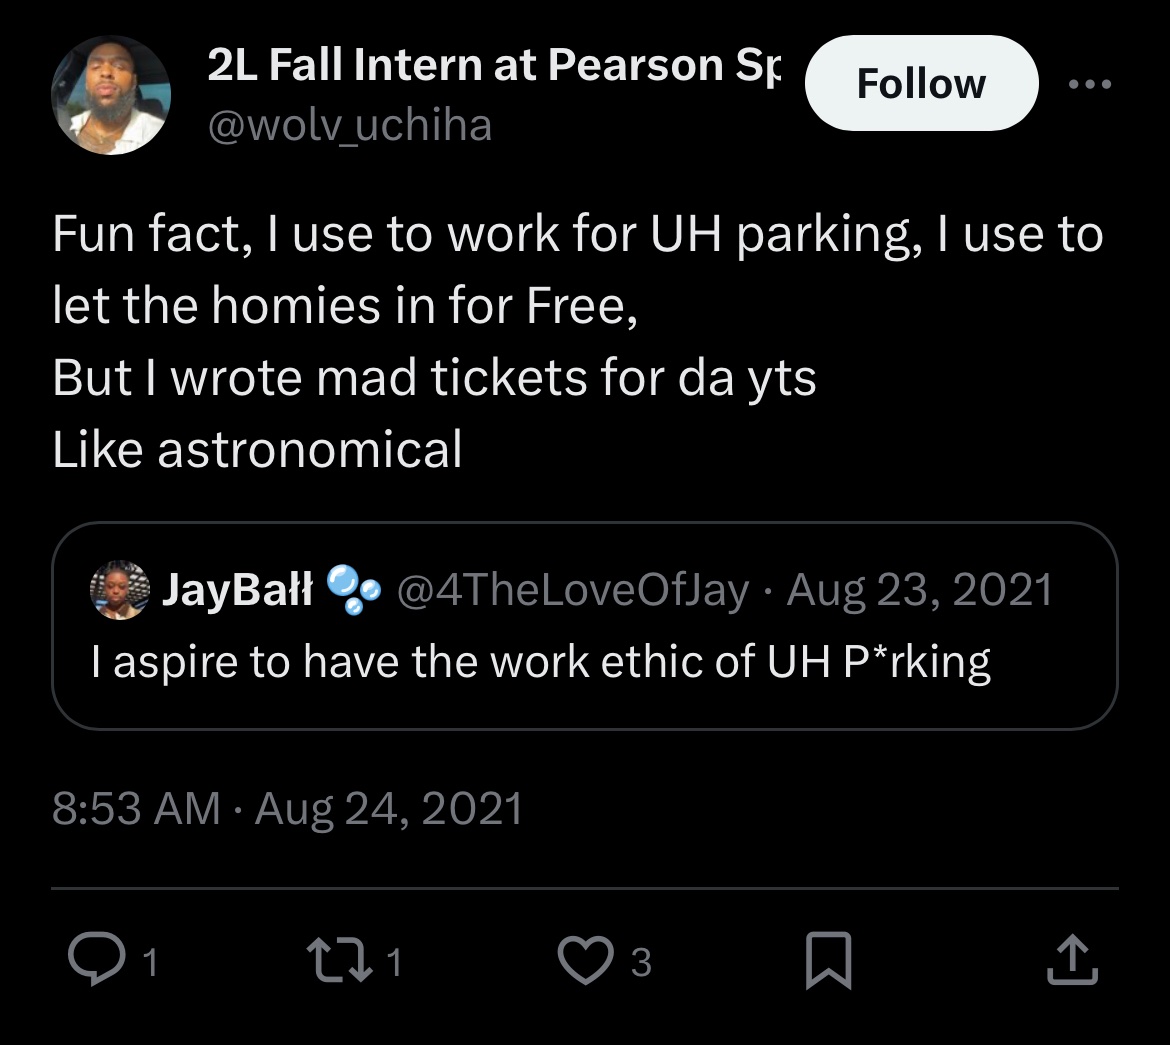 2L Fall Intern at Pearson Sp
Follow
@wolv_uchiha
Fun fact, I use to work for UH parking, I use to
let the homies in for Free,
But I wrote mad tickets for da yts
Like astronomical
JayBałł 🫧 @4TheLoveOfJay · Aug 23, 2021
I aspire to have the work ethic of UH P*rking
8:53 AM · Aug 24, 2021
1 1 3